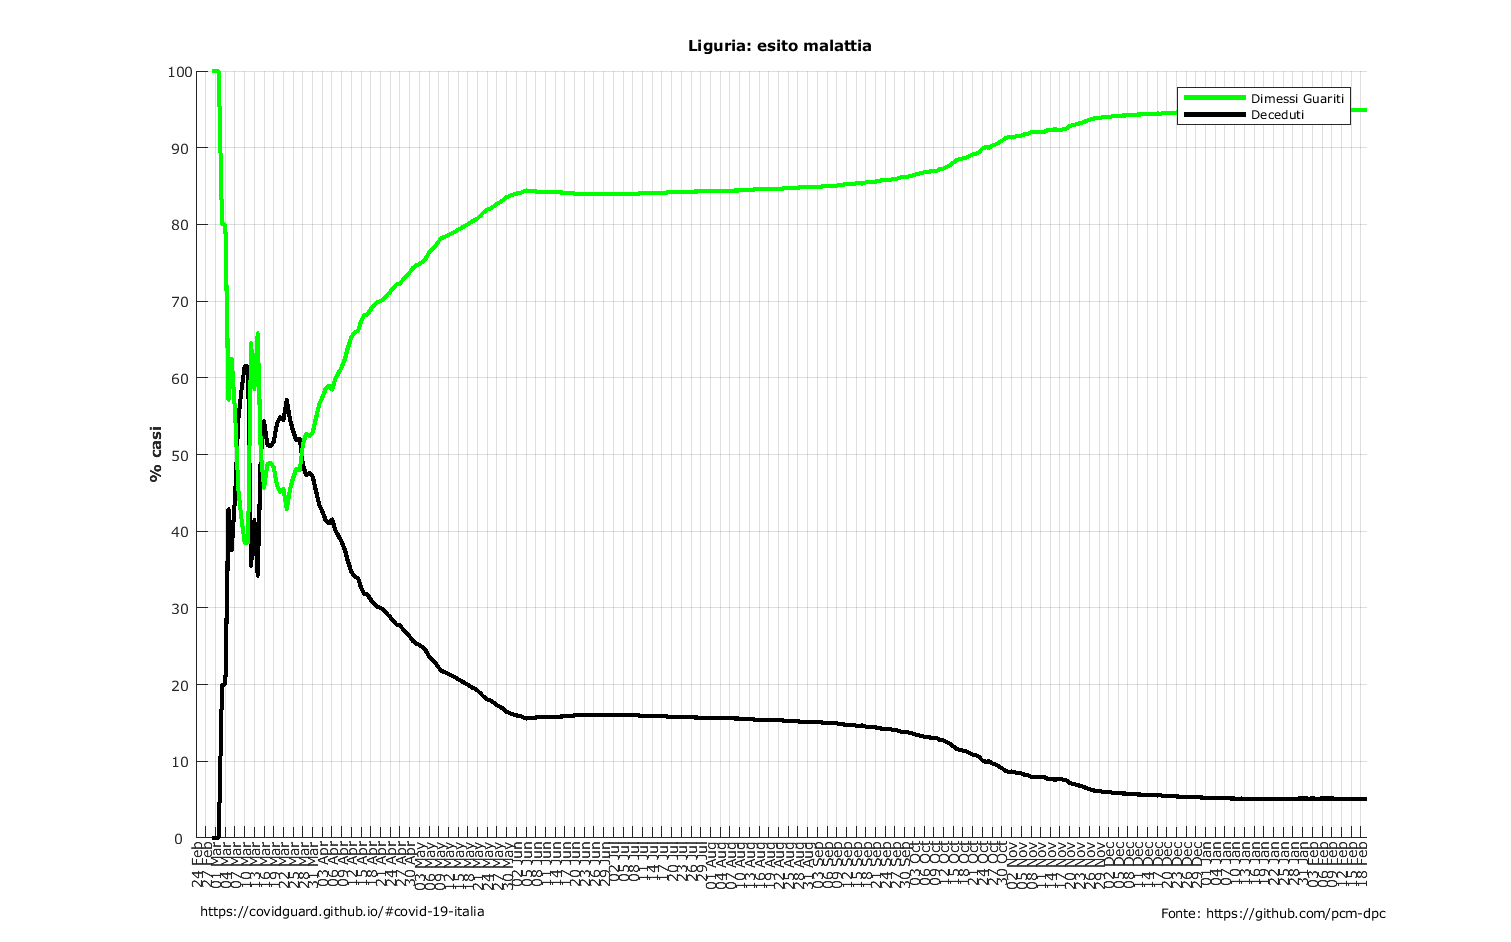 Liguria: esito malattia
Dimessi Guariti
Deceduti
% casi
100
90
80
70
60
50
40
30
20
10
0
24 Feb
27 Feb
01 Mar
04 Mar
07 Mar
10 Mar
13 Mar
16 Mar
19 Mar
22 Mar
25 Mar
28 Mar
31 Mar
03 Apr
06 Apr
09 Apr
12 Apr
15 Apr
18 Apr
21 Apr
24 Apr
27 Apr
30 Apr
03 May
06 May
09 May
12 May
15 May
18 May
21 May
24 May
27 May
30 May
02 Jun
05 Jun
08 Jun
11 Jun
14 Jun
17 Jun
20 Jun
23 Jun
26 Jun
29 Jun
02 Jul
05 Jul
08 Jul
11 Jul
14 Jul
17 Jul
20 Jul
23 Jul
26 Jul
29 Jul
01 Aug
04 Aug
07 Aug
10 Aug
13 Aug
16 Aug
19 Aug
22 Aug
25 Aug
28 Aug
31 Aug
03 Sep
06 Sep
09 Sep
12 Sep
15 Sep
18 Sep
21 Sep
24 Sep
27 Sep
30 Sep
03 Oct
06 Oct
09 Oct
12 Oct
15 Oct
18 Oct
21 Oct
24 Oct
27 Oct
30 Oct
02 Nov
05 Nov
08 Nov
11 Nov
14 Nov
17 Nov
20 Nov
23 Nov
26 Nov
29 Nov
02 Dec
05 Dec
08 Dec
11 Dec
14 Dec
17 Dec
20 Dec
23 Dec
26 Dec
29 Dec
01 Jan
04 Jan
07 Jan
10 Jan
13 Jan
16 Jan
19 Jan
22 Jan
25 Jan
28 Jan
31 Jan
03 Feb
06 Feb
09 Feb
12 Feb
15 Feb
18 Feb
https://covidguard.github.io/#covid-19-italia
Fonte: https://github.com/pcm-dpc